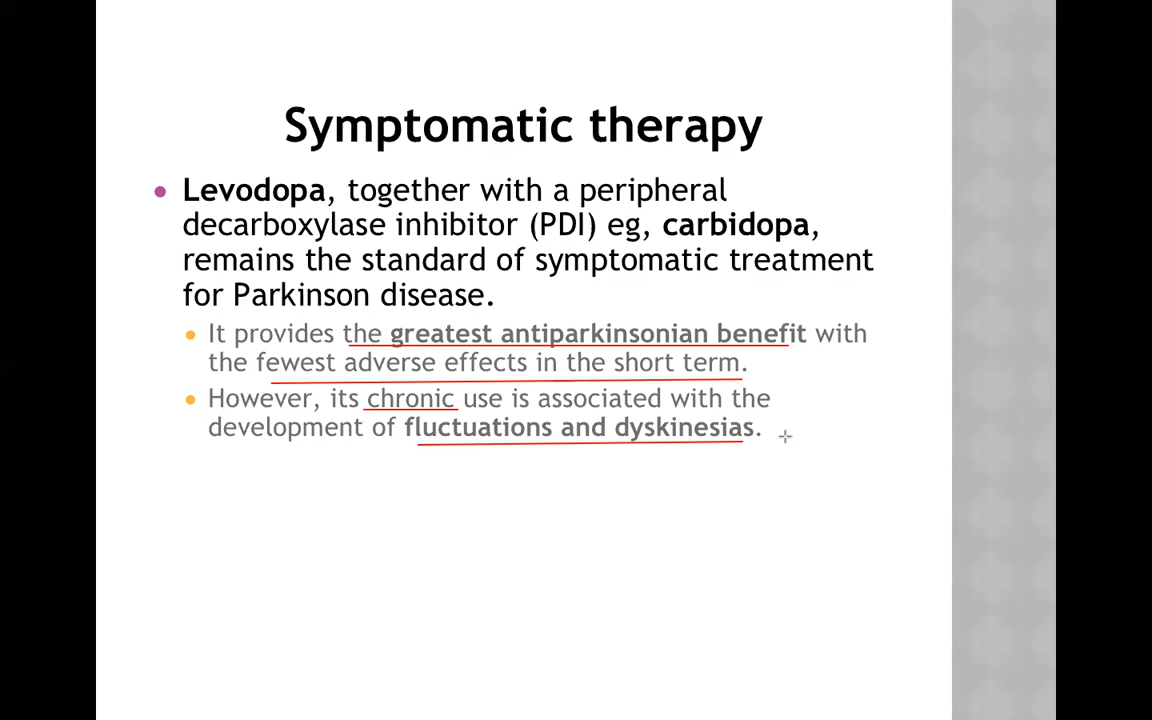 Symptomatic therapy
• Levodopa, together with a peripheral
decarboxylase inhibitor (PDI) eg, carbidopa,
remains the standard of symptomatic treatment
for Parkinson disease.
• It provides the greatest antiparkinsonian benefit with
the fewest adverse effects in the short term.
• However, its chronic use is associated with the
development of fluctuations and dyskinesias.